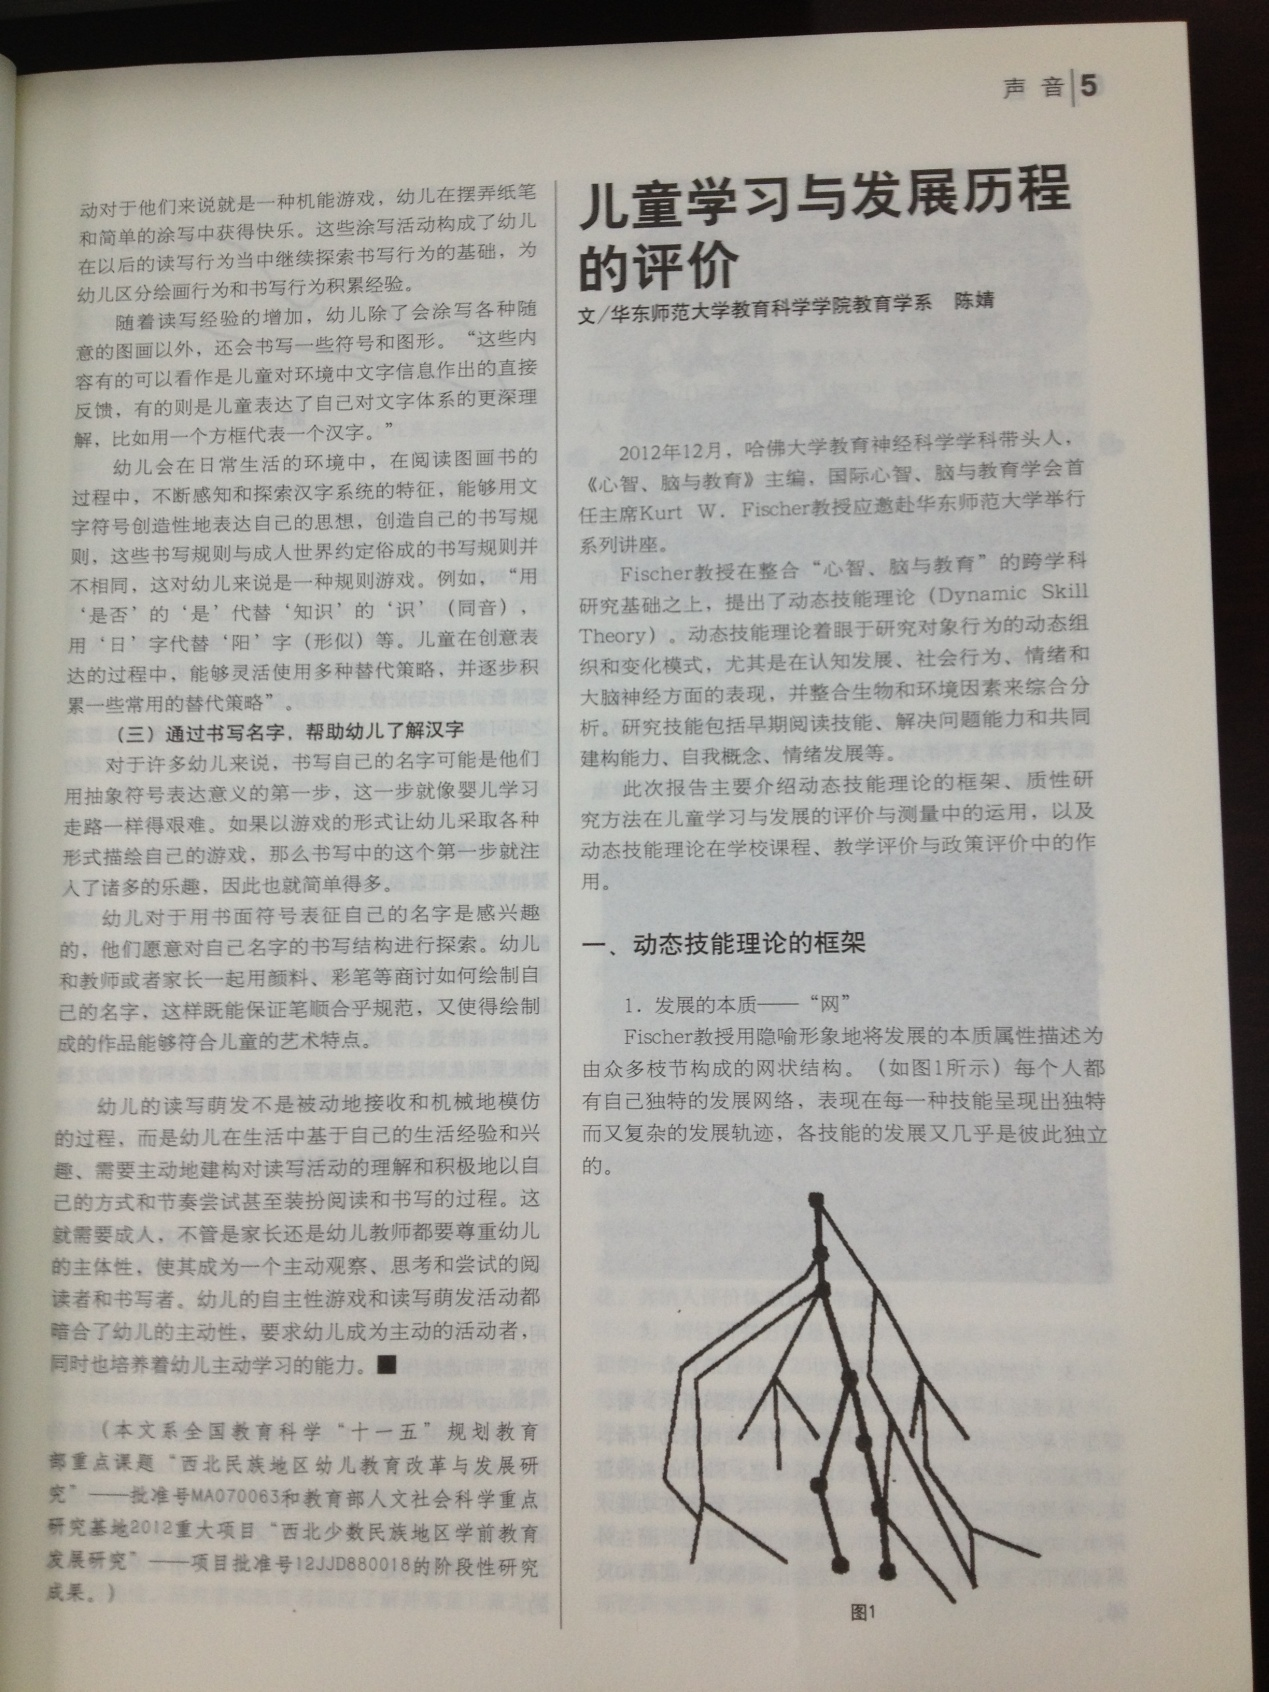 声 音 5
动对于他们来说就是一种机能游戏，幼儿在摆弄纸笔
和简单的涂写中获得快乐。这些涂写活动构成了幼儿
在以后的读写行为当中继续探索书写行为的基础，为
幼儿区分绘画行为和书写行为积累经验。
随着读写经验的增加，幼儿除了会涂写各种随
意的图画以外，还会书写一些符号和图形。“这些内
容有的可以看作是儿童对环境中文字信息作出的直接
反馈，有的则是儿童表达了自己对文字体系的更深理
解，比如用一个方框代表一个汉字。”
幼儿会在日常生活的环境中，在阅读图画书的
过程中，不断感知和探索汉字系统的特征，能够用文
字符号创造性地表达自己的思想，创造自己的书写规
则，这些书写规则与成人世界约定俗成的书写规则并
不相同，这对幼儿来说是一种规则游戏。例如，“用
‘是否’的‘是’代替‘知识’的‘识’（同音），
用‘日’字代替‘阳’字（形似）等。儿童在创意表
达的过程中，能够灵活使用多种替代策略，并逐步积
累一些常用的替代策略”。
（三）通过书写名字，帮助幼儿了解汉字
对于许多幼儿来说，书写自己的名字可能是他们
用抽象符号表达意义的第一步，这一步就像婴儿学习
走路一样得艰难。如果以游戏的形式让幼儿采取各种
形式描绘自己的游戏，那么书写中的这个第一步就注
入了诸多的乐趣，因此也就简单得多。
幼儿对于用书面符号表征自己的名字是感兴趣
的，他们愿意对自己名字的书写结构进行探索。幼儿
和教师或者家长一起用颜料、彩笔等商讨如何绘制自
己的名字，这样既能保证笔顺合乎规范，又使得绘制
成的作品能够符合儿童的艺术特点。
幼儿的读写萌发不是被动地接收和机械地模仿
的过程，而是幼儿在生活中基于自己的生活经验和兴
趣、需要主动地建构对读写活动的理解和积极地以自
己的方式和节奏尝试甚至装扮阅读和书写的过程。这
就需要成人，不管是家长还是幼儿教师都要尊重幼儿
的主体性，使其成为一个主动观察、思考和尝试的阅
读者和书写者。幼儿的自主性游戏和读写萌发活动都
暗合了幼儿的主动性，要求幼儿成为主动的活动者，
同时也培养着幼儿主动学习的能力。■
（本文系全国教育科学“十一五”规划教育
部重点课题“西北民族地区幼儿教育改革与发展研
究”——批准号MA070063和教育部人文社会科学重点
研究基地2012重大项目“西北少数民族地区学前教育
发展研究”——项目批准号12JJD880018的阶段性研究
成果。）
儿童学习与发展历程
的评价
文／华东师范大学教育科学学院教育学系 陈婧
2012年12月，哈佛大学教育神经科学学科带头人，
《心智、脑与教育》主编，国际心智、脑与教育学会首
任主席Kurt W．Fischer教授应邀赴华东师范大学举行
系列讲座。
Fischer教授在整合“心智、脑与教育”的跨学科
研究基础之上，提出了动态技能理论（Dynamic Skill
Theory）。动态技能理论着眼于研究对象行为的动态组
织和变化模式，尤其是在认知发展、社会行为、情绪和
大脑神经方面的表现，并整合生物和环境因素来综合分
析。研究技能包括早期阅读技能、解决问题能力和共同
建构能力、自我概念、情绪发展等。
此次报告主要介绍动态技能理论的框架、质性研
究方法在儿童学习与发展的评价与测量中的运用，以及
动态技能理论在学校课程、教学评价与政策评价中的作
用。
一、动态技能理论的框架
1．发展的本质——“网”
Fischer教授用隐喻形象地将发展的本质属性描述为
由众多枝节构成的网状结构。（如图1所示）每个人都
有自己独特的发展网络，表现在每一种技能呈现出独特
而又复杂的发展轨迹，各技能的发展又几乎是彼此独立
的。
图1